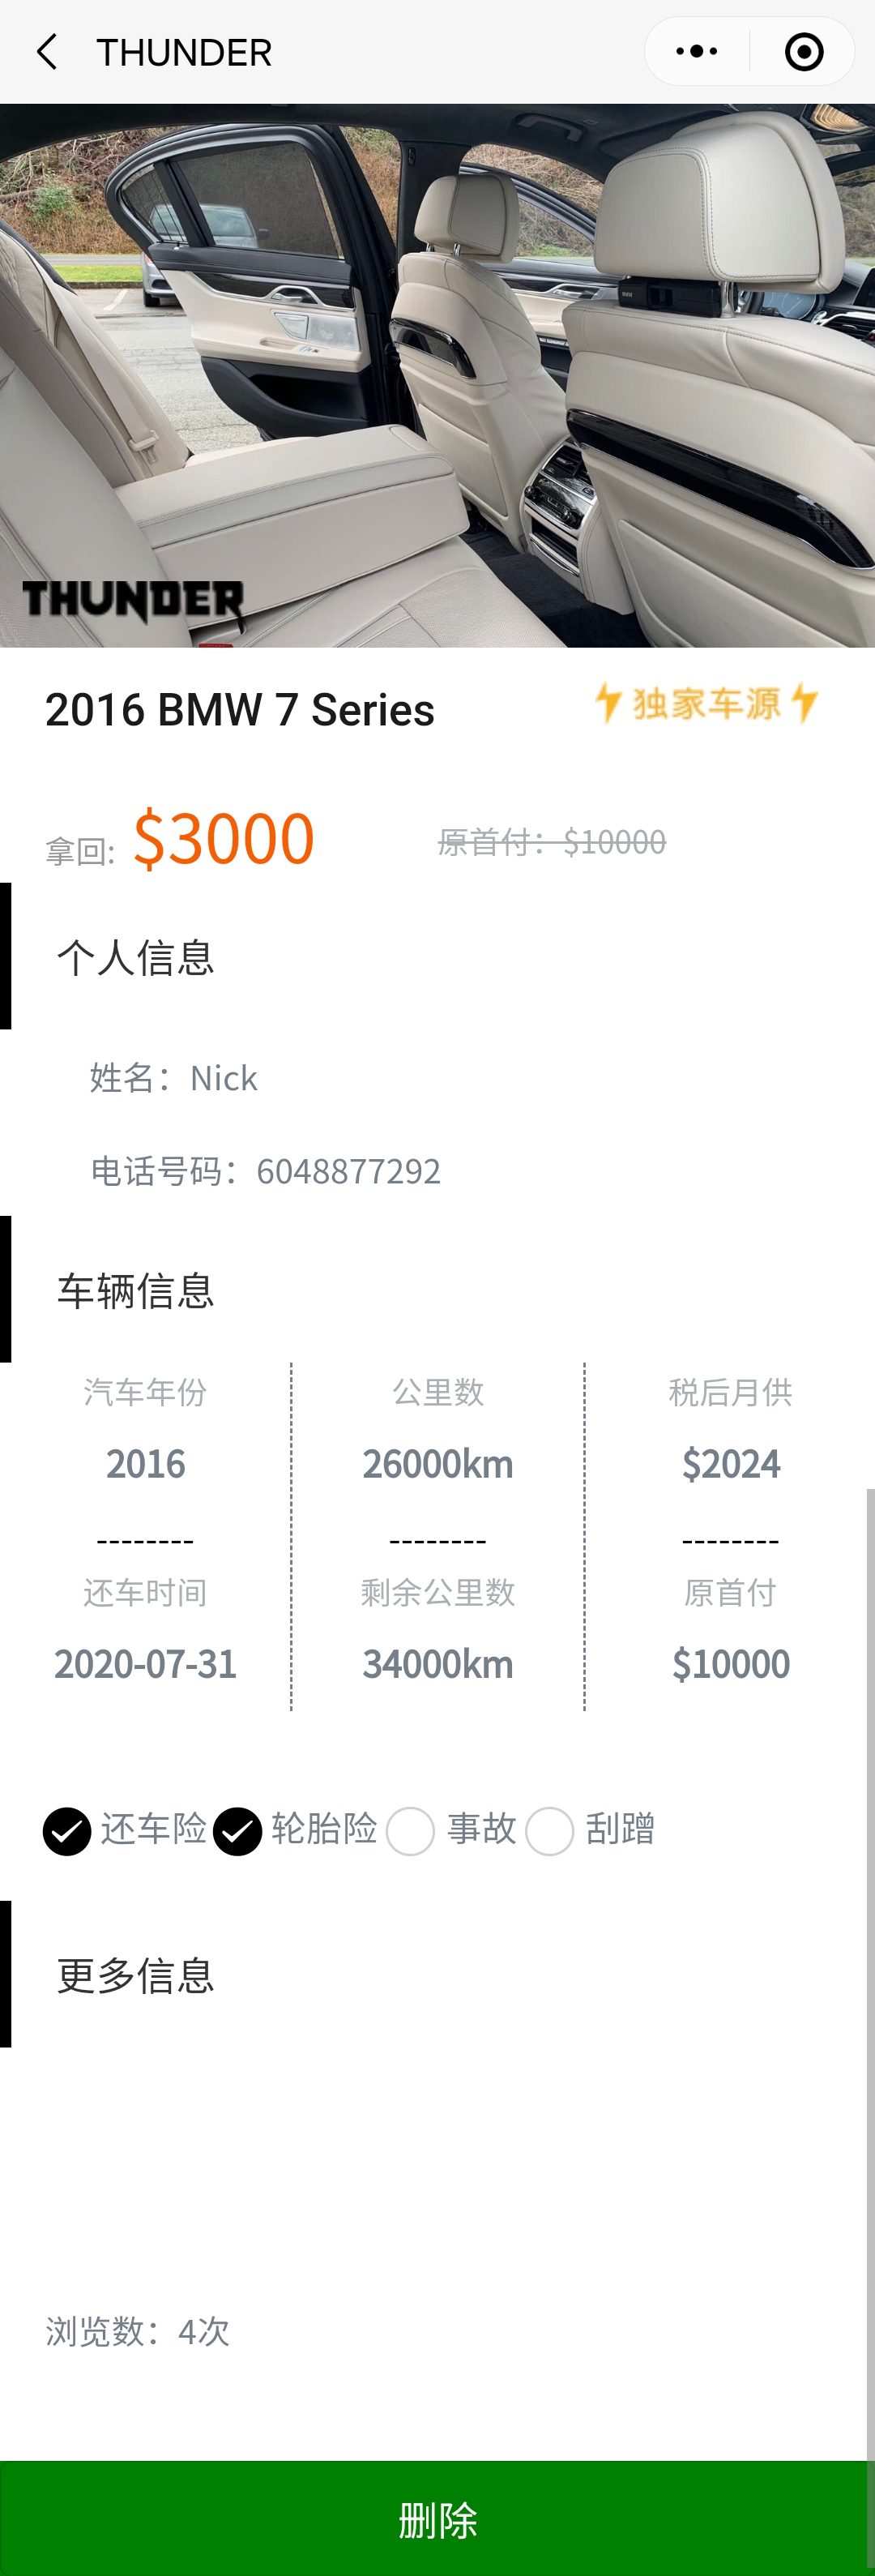 THUNDER
THUNDER
2016 BMW 7 Series
独家车源
拿回: $3000
原首付：$10000
个人信息
姓名：Nick
电话号码：6048877292
车辆信息
汽车年份 公里数 税后月供
2016 26000km $2024
-------- -------- --------
还车时间 剩余公里数 原首付
2020-07-31 34000km $10000
还车险 轮胎险 事故 刮蹭
更多信息
浏览数：4次
删除